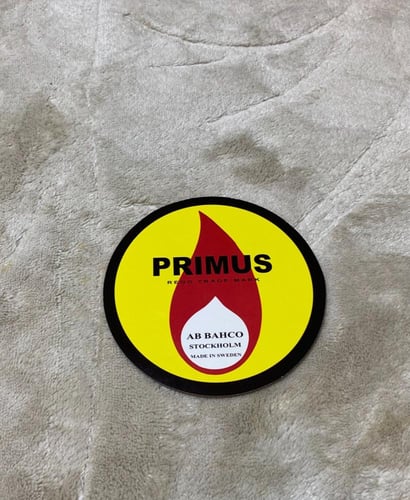 PRIMUS
REGD TRADE MARK
AB BAHCO
STOCKHOLM
MADE IN SWEDEN